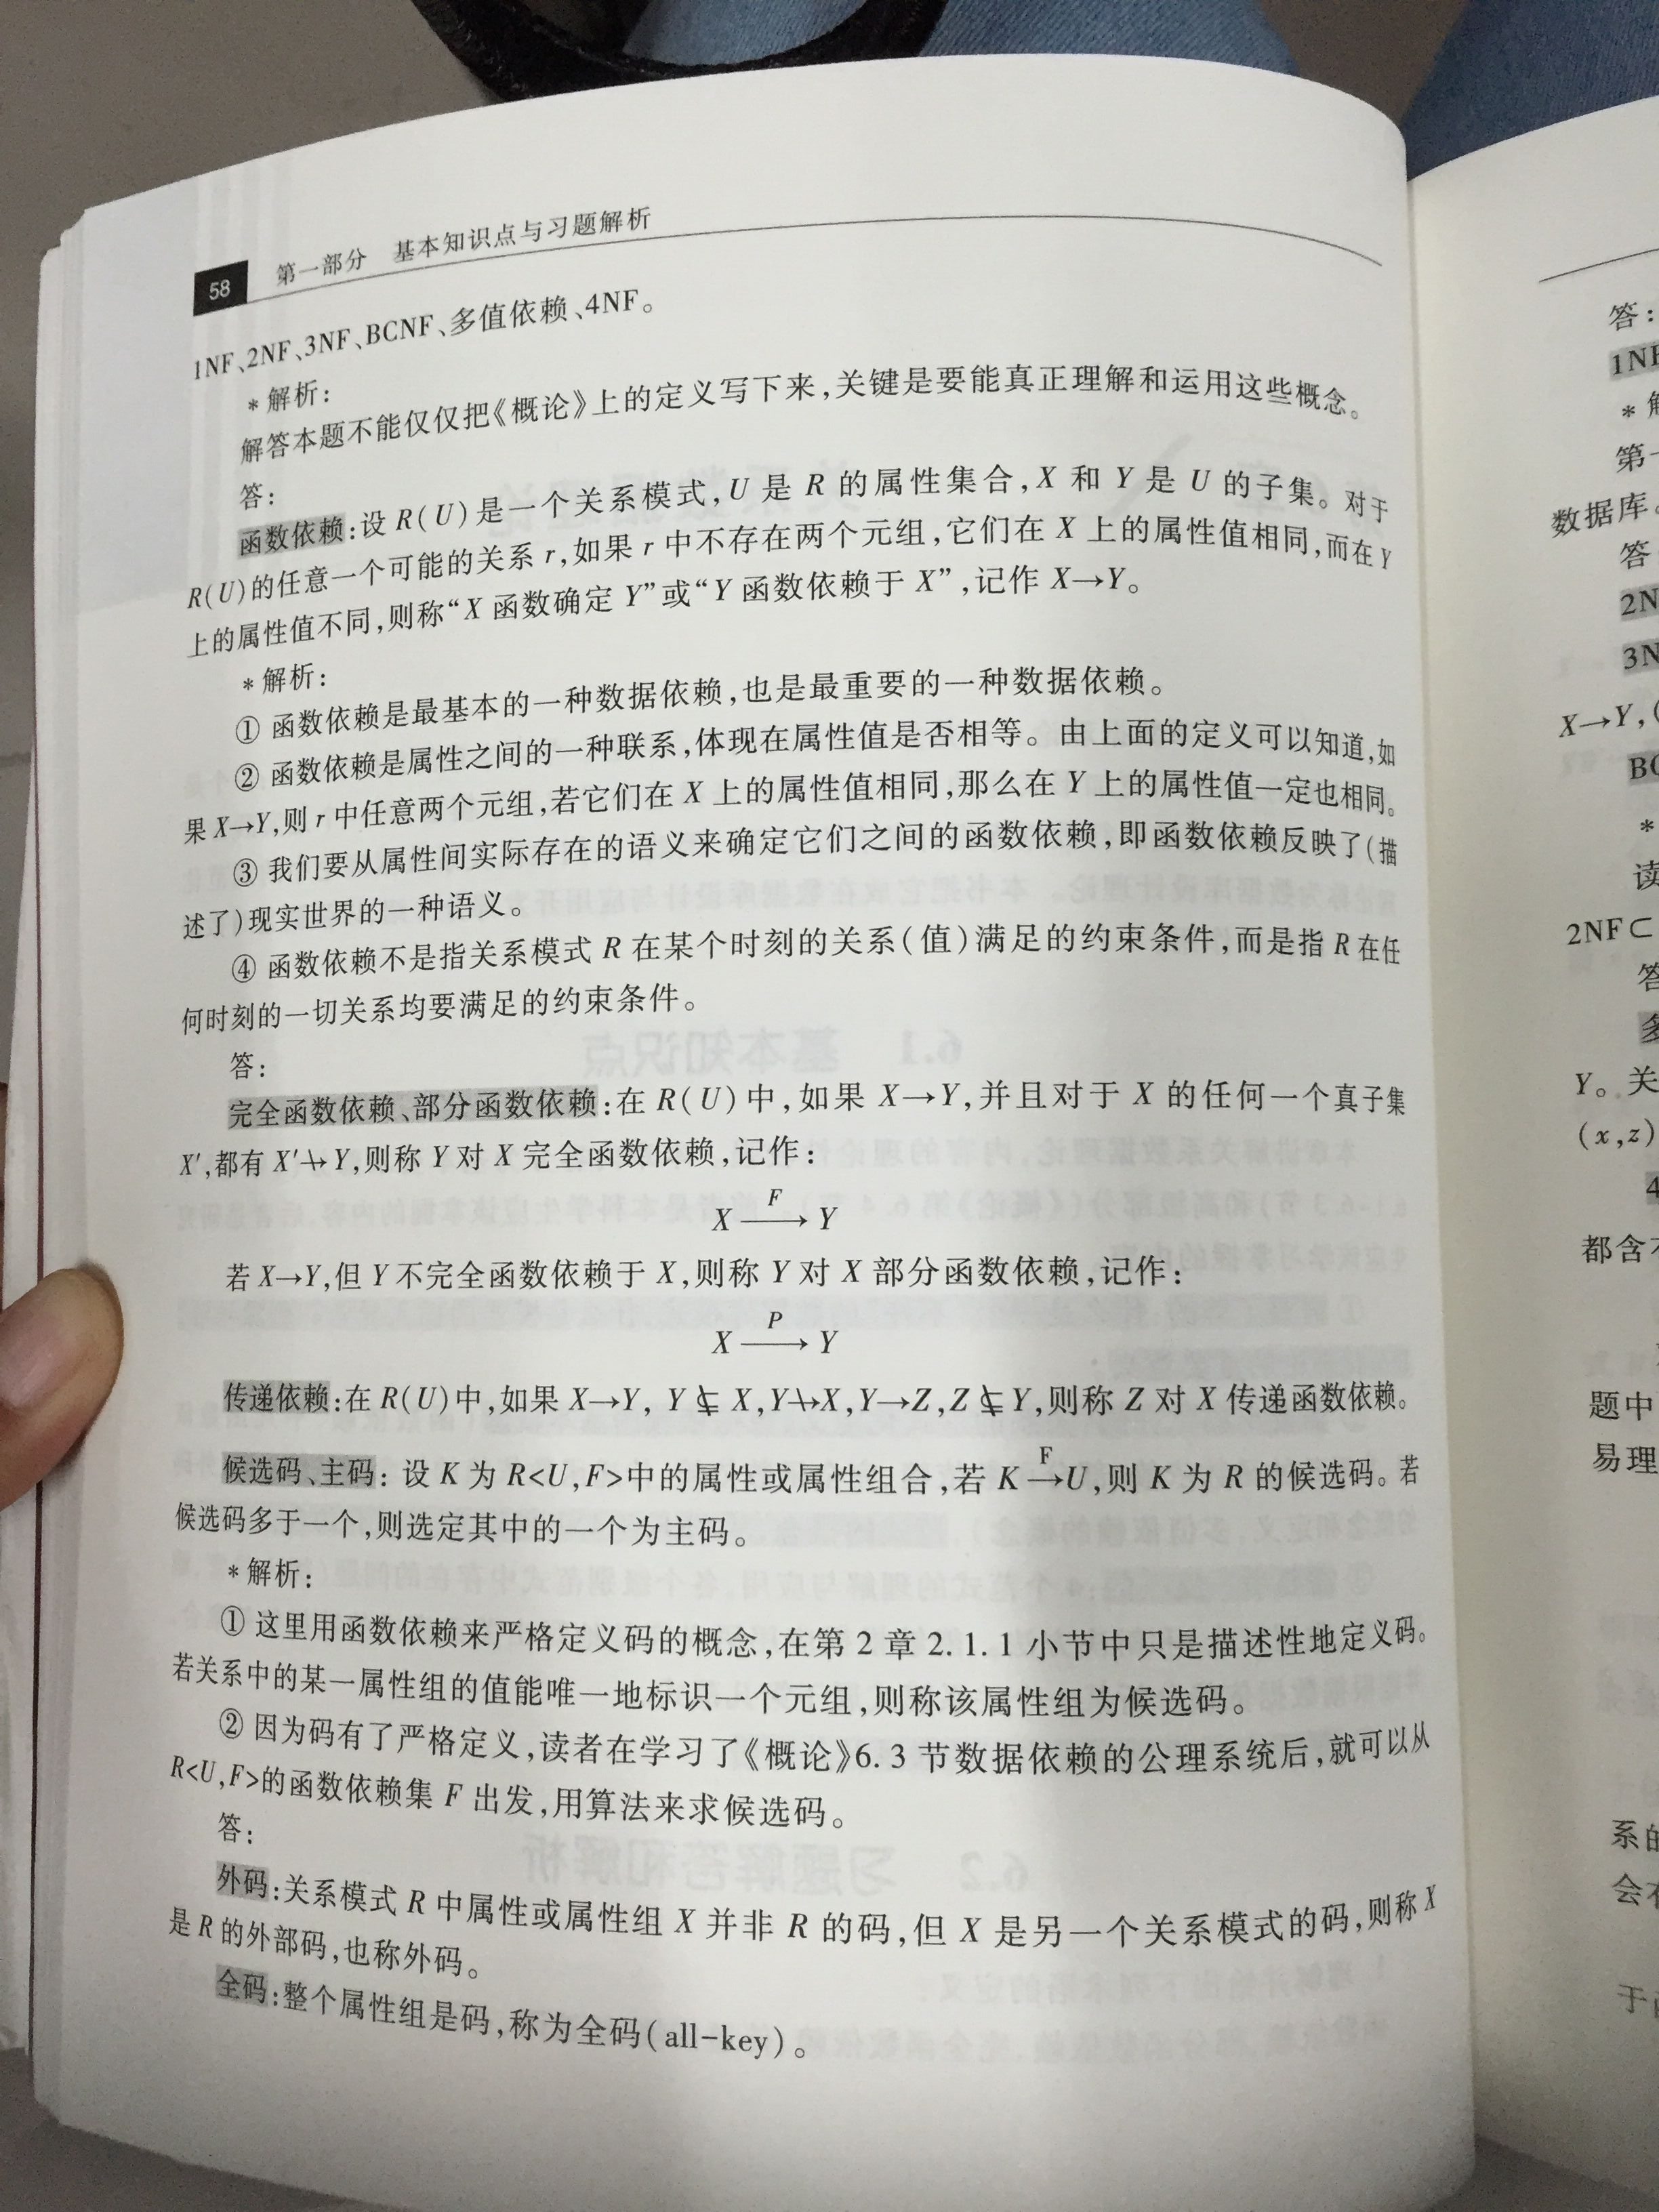 58 第一部分 基本知识点与习题解析
1NF、2NF、3NF、BCNF、多值依赖、4NF。
*解析：
解答本题不能仅仅把《概论》上的定义写下来，关键是要能真正理解和运用这些概念。
答：
函数依赖：设 R(U)是一个关系模式，U 是 R 的属性集合，X 和 Y 是 U 的子集。对于
R(U)的任意一个可能的关系 r，如果 r 中不存在两个元组，它们在 X 上的属性值相同，而在 Y
上的属性值不同，则称“X 函数确定 Y”或“Y 函数依赖于 X”，记作 X→Y。
*解析：
① 函数依赖是最基本的一种数据依赖，也是最重要的一种数据依赖。
② 函数依赖是属性之间的一种联系，体现在属性值是否相等。由上面的定义可以知道，如
果 X→Y，则 r 中任意两个元组，若它们在 X 上的属性值相同，那么在 Y 上的属性值一定也相同。
③ 我们要从属性间实际存在的语义来确定它们之间的函数依赖，即函数依赖反映了（描
述了）现实世界的一种语义。
④ 函数依赖不是指关系模式 R 在某个时刻的关系（值）满足的约束条件，而是指 R 在任
何时刻的一切关系均要满足的约束条件。
答：
完全函数依赖、部分函数依赖：在 R(U)中，如果 X→Y，并且对于 X 的任何一个真子集
X′，都有 X′↛Y，则称 Y 对 X 完全函数依赖，记作：
F
X ⟶ Y
若 X→Y，但 Y 不完全函数依赖于 X，则称 Y 对 X 部分函数依赖，记作：
P
X ⟶ Y
传递依赖：在 R(U)中，如果 X→Y，Y ⊈ X，Y↛X，Y→Z，Z ⊈ Y，则称 Z 对 X 传递函数依赖。
F
候选码、主码：设 K 为 R<U,F>中的属性或属性组合，若 K→U，则 K 为 R 的候选码。若
候选码多于一个，则选定其中的一个为主码。
*解析：
① 这里用函数依赖来严格定义码的概念，在第 2 章 2.1.1 小节中只是描述性地定义码。
若关系中的某一属性组的值能唯一地标识一个元组，则称该属性组为候选码。
② 因为码有了严格定义，读者在学习了《概论》6.3 节数据依赖的公理系统后，就可以从
R<U,F>的函数依赖集 F 出发，用算法来求候选码。
答：
外码：关系模式 R 中属性或属性组 X 并非 R 的码，但 X 是另一个关系模式的码，则称 X
是 R 的外部码，也称外码。
全码：整个属性组是码，称为全码(all-key)。
答：
1N
*
第一
数据库。
答
2N
3N
X→Y，(
BC
*
读
2NF⊂
答
多
Y。关
(x,z)
4
都含
题中
易理
系的
会
于